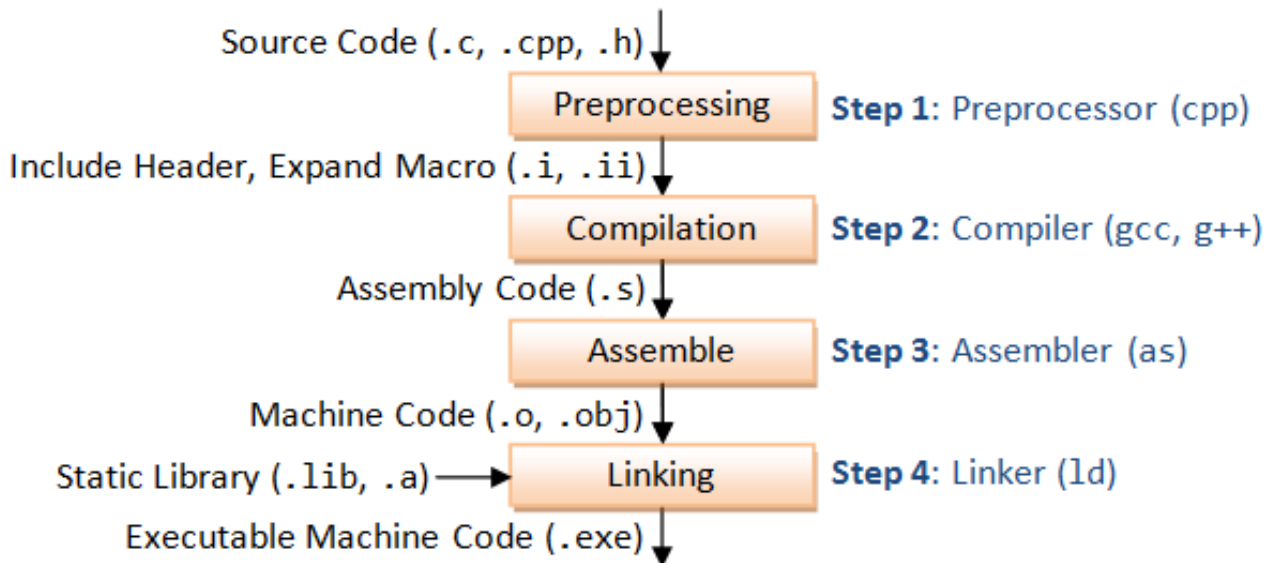 Source Code (.c, .cpp, .h)
Preprocessing
Step 1: Preprocessor (cpp)
Include Header, Expand Macro (.i, .ii)
Compilation
Step 2: Compiler (gcc, g++)
Assembly Code (.s)
Assemble
Step 3: Assembler (as)
Machine Code (.o, .obj)
Static Library (.lib, .a)
Linking
Step 4: Linker (ld)
Executable Machine Code (.exe)